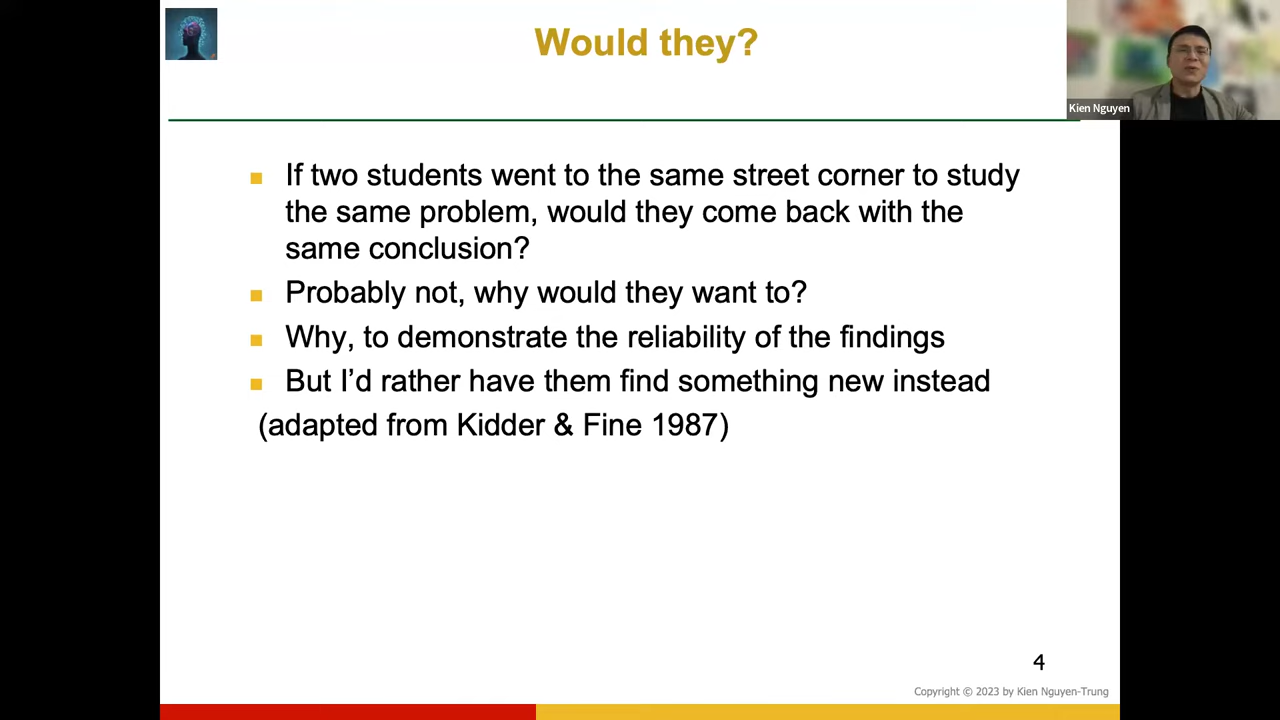 Would they?
Kien Nguyen
If two students went to the same street corner to study
the same problem, would they come back with the
same conclusion?
Probably not, why would they want to?
Why, to demonstrate the reliability of the findings
But I’d rather have them find something new instead
(adapted from Kidder & Fine 1987)
4
Copyright © 2023 by Kien Nguyen-Trung